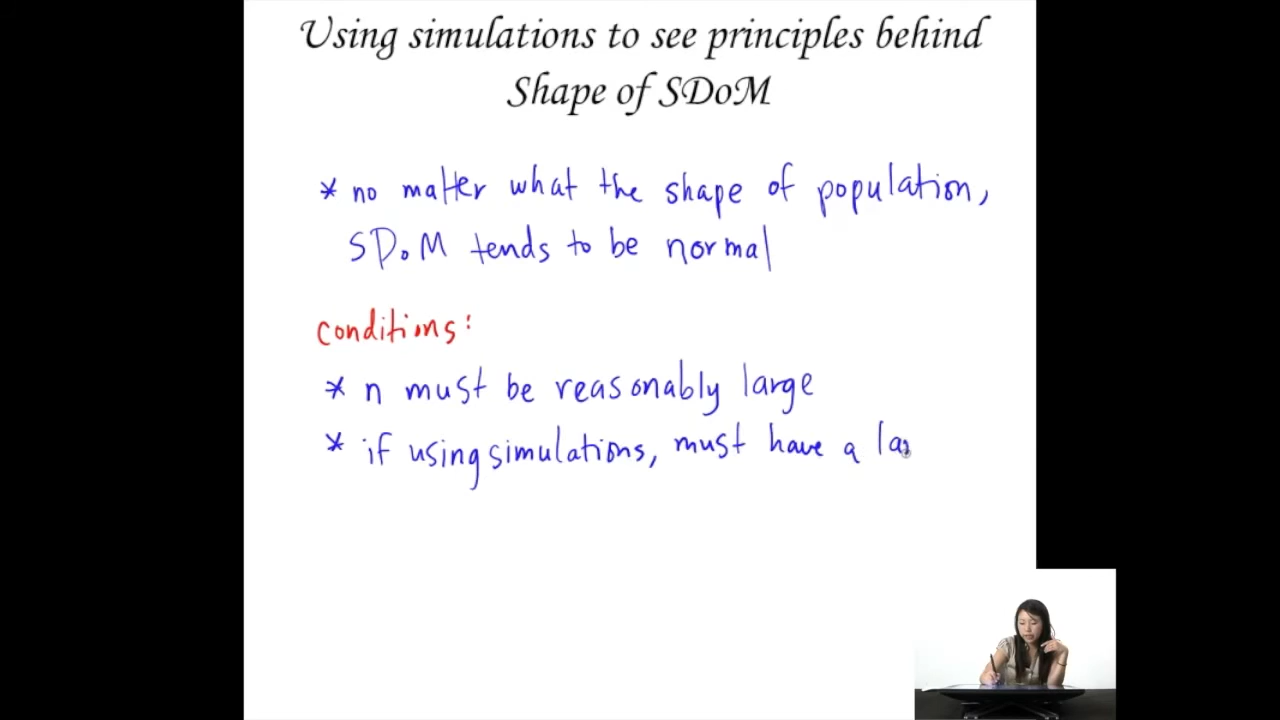 Using simulations to see principles behind
Shape of SDoM
* no matter what the shape of population,
SDoM tends to be normal
conditions:
* n must be reasonably large
* if using simulations, must have a la